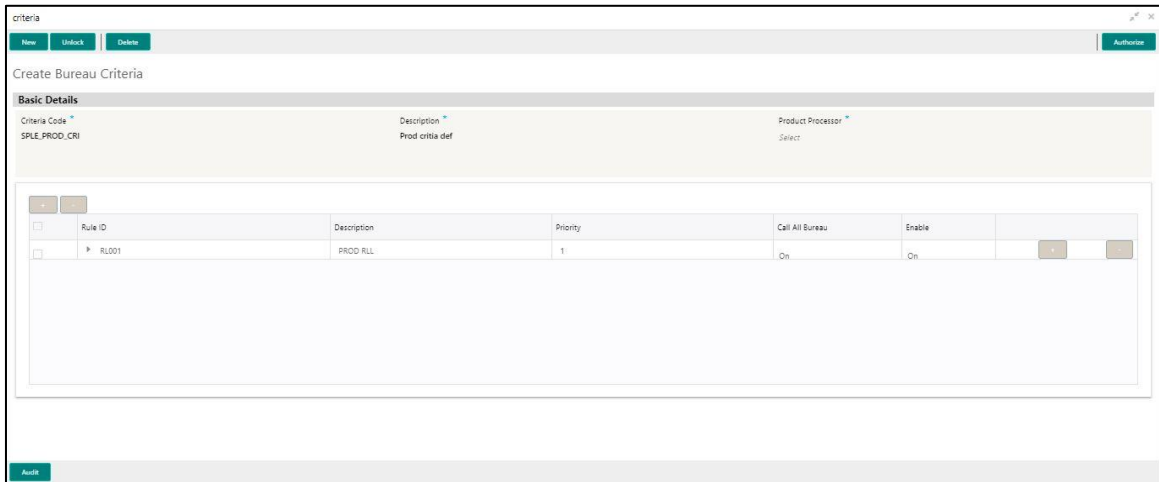 criteria
New Unlock Delete Authorize
Create Bureau Criteria
Basic Details
Criteria Code * Description * Product Processor *
SPLE_PROD_CRI Prod critia def Select
+ -
Rule ID Description Priority Call All Bureau Enable
RL001 PROD RLL 1 On On + -
Audit